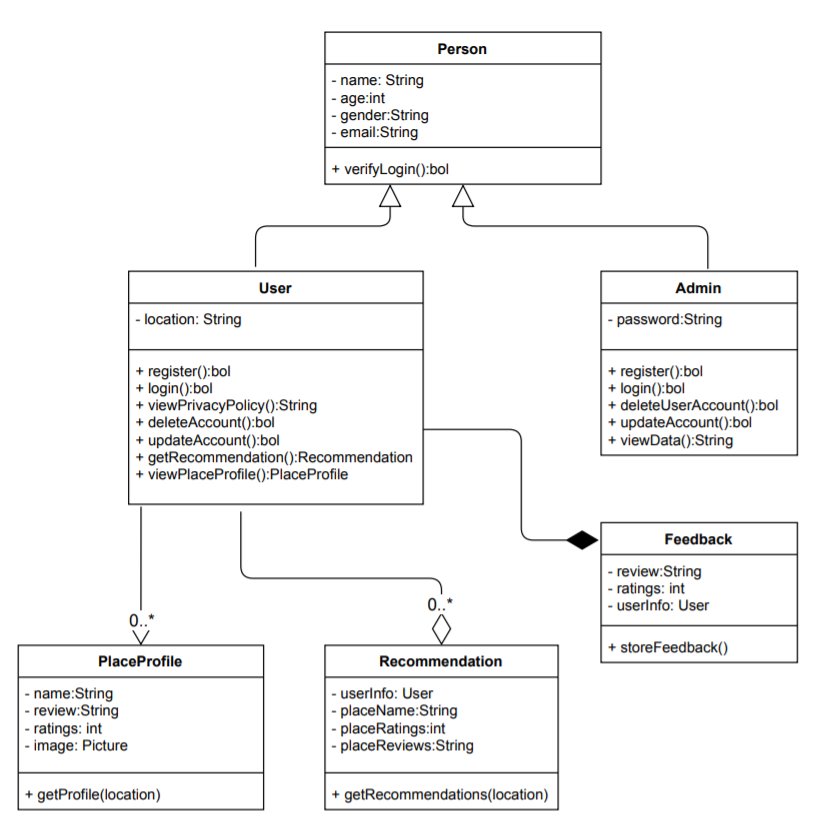 Person
- name: String
- age:int
- gender:String
- email:String
+ verifyLogin():bol
User
- location: String
+ register():bol
+ login():bol
+ viewPrivacyPolicy():String
+ deleteAccount():bol
+ updateAccount():bol
+ getRecommendation():Recommendation
+ viewPlaceProfile():PlaceProfile
Admin
- password:String
+ register():bol
+ login():bol
+ deleteUserAccount():bol
+ updateAccount():bol
+ viewData():String
Feedback
- review:String
- ratings: int
- userInfo: User
+ storeFeedback()
0..*
0..*
PlaceProfile
- name:String
- review:String
- ratings: int
- image: Picture
+ getProfile(location)
Recommendation
- userInfo: User
- placeName:String
- placeRatings:int
- placeReviews:String
+ getRecommendations(location)